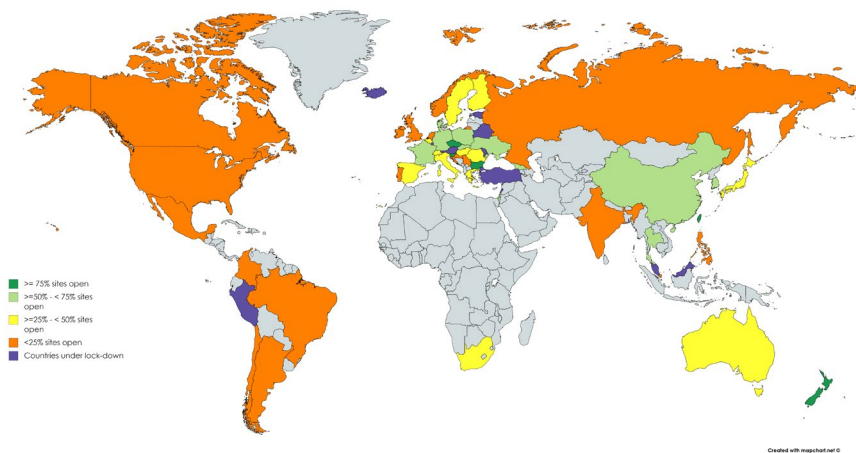 >= 75% sites open
>=50% - < 75% sites
open
>=25% - < 50% sites
open
<25% sites open
Countries under lock-down
Created with mapchart.net ©